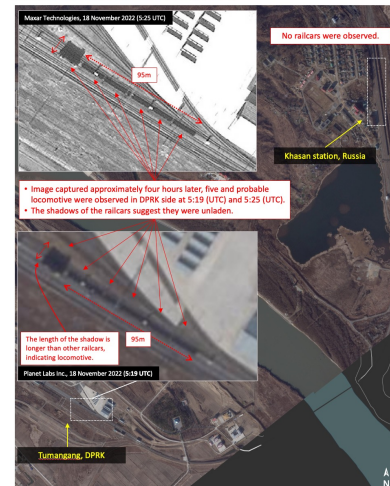 Maxar Technologies, 18 November 2022 (5:25 UTC)
No railcars were observed.
95m
Khasan station, Russia
• Image captured approximately four hours later, five and probable
locomotive were observed in DPRK side at 5:19 (UTC) and 5:25 (UTC).
• The shadows of the railcars suggest they were unladen.
The length of the shadow is
longer than other railcars,
indicating locomotive.
95m
Planet Labs Inc., 18 November 2022 (5:19 UTC)
Tumangang, DPRK
A
N